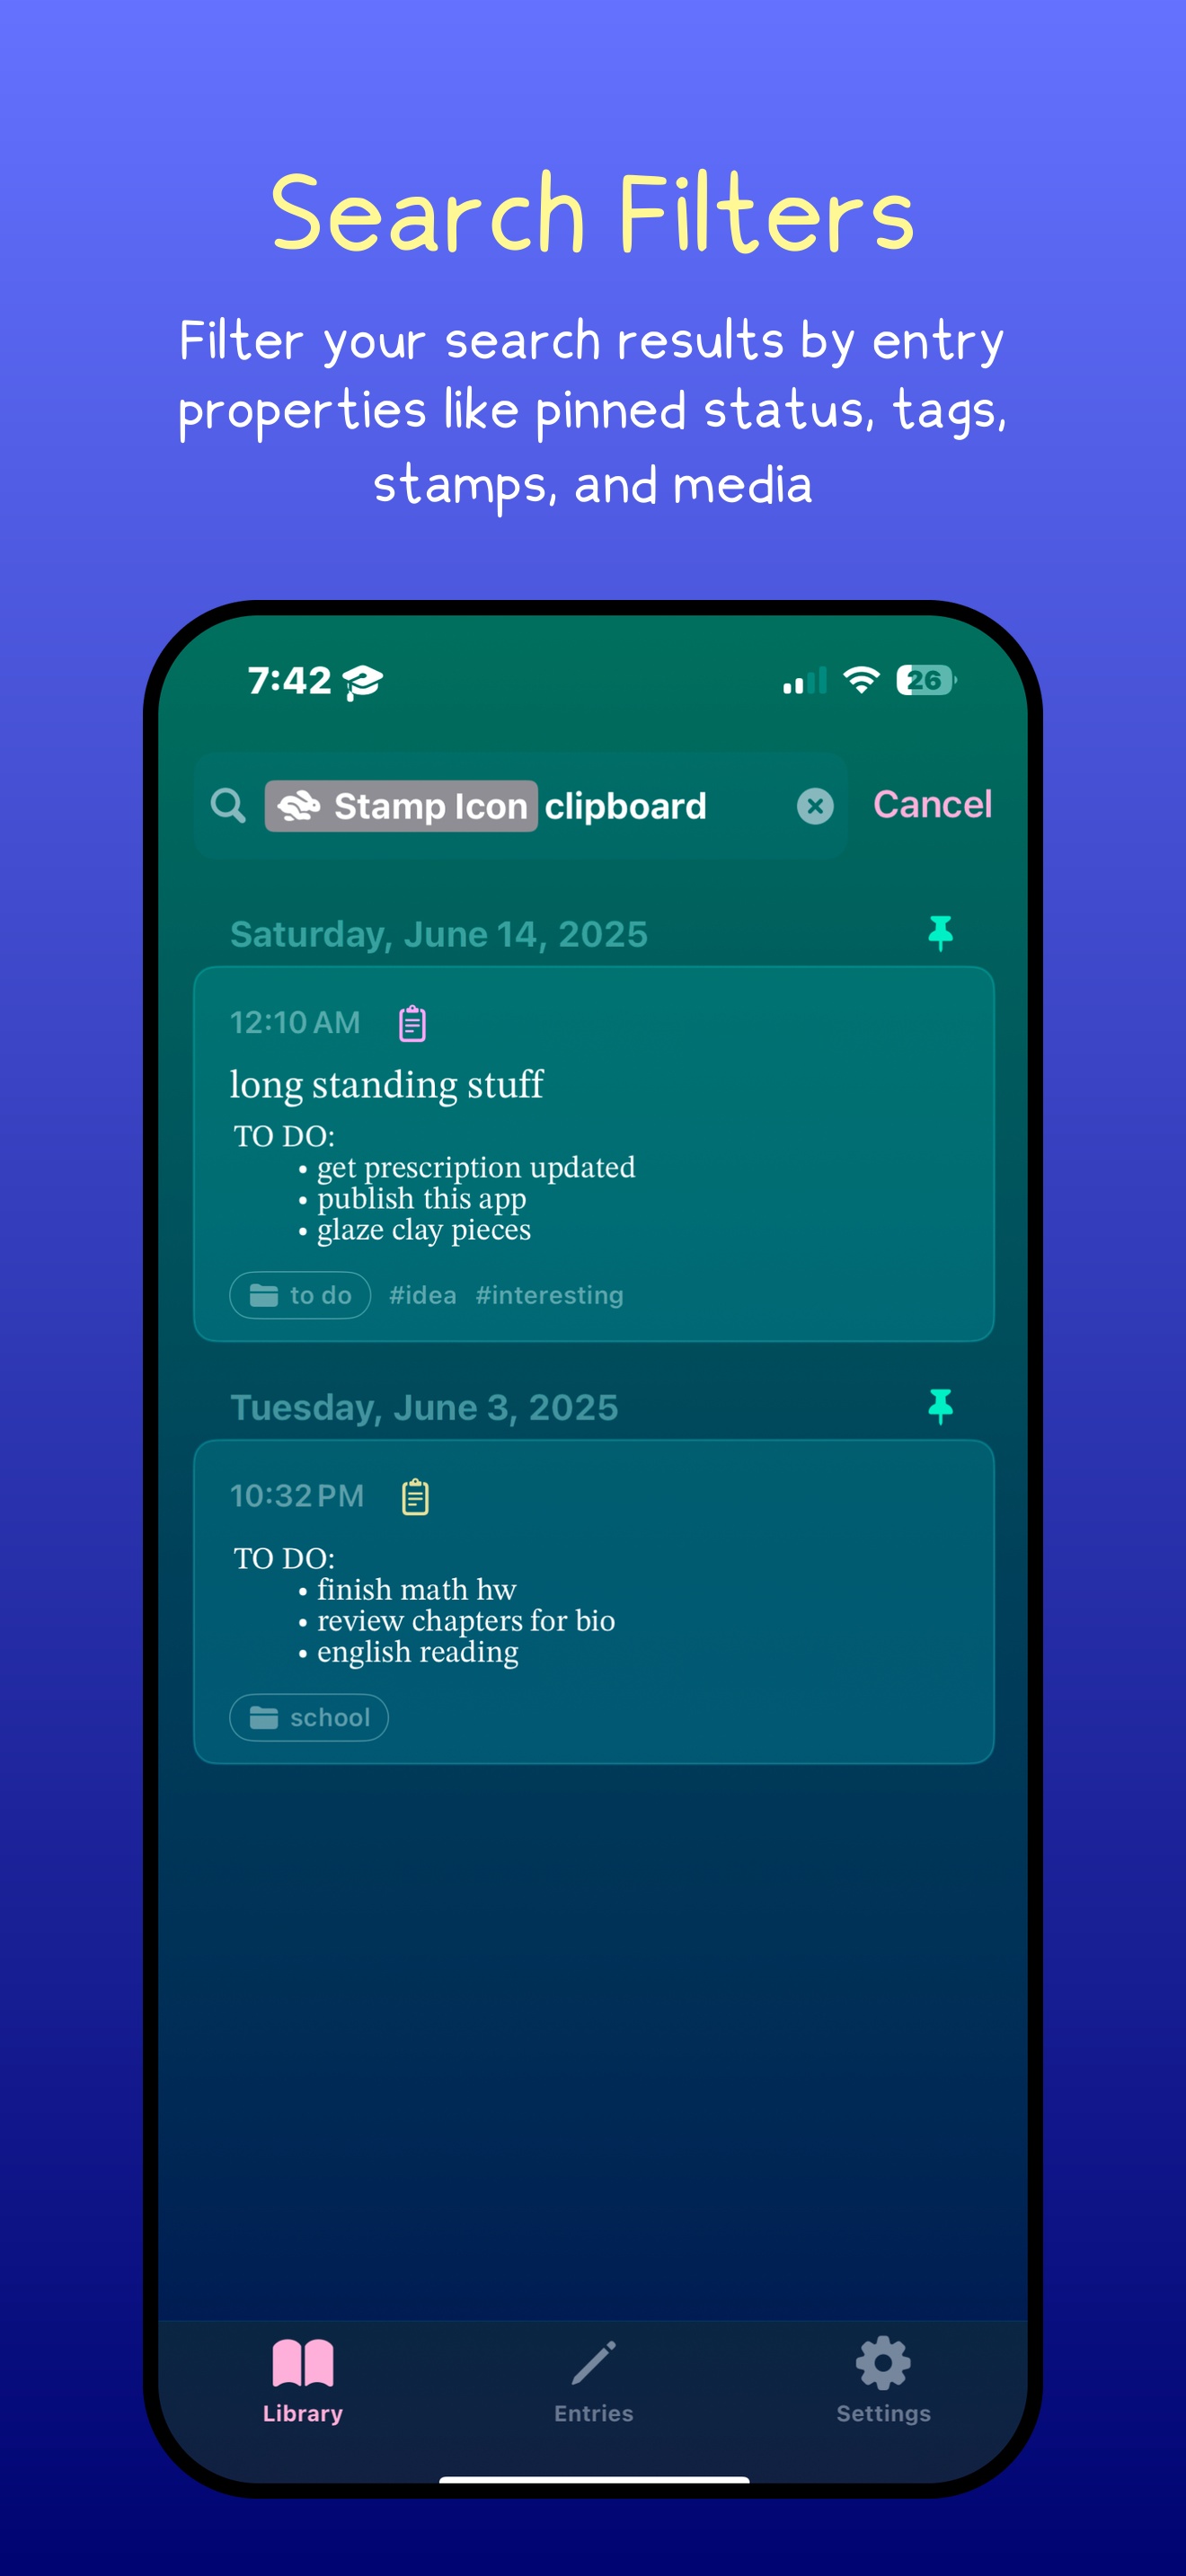 Search Filters
Filter your search results by entry
properties like pinned status, tags,
stamps, and media
7:42
26
Stamp Icon clipboard
Cancel
Saturday, June 14, 2025
12:10 AM
long standing stuff
TO DO:
• get prescription updated
• publish this app
• glaze clay pieces
to do #idea #interesting
Tuesday, June 3, 2025
10:32 PM
TO DO:
• finish math hw
• review chapters for bio
• english reading
school
Library Entries Settings